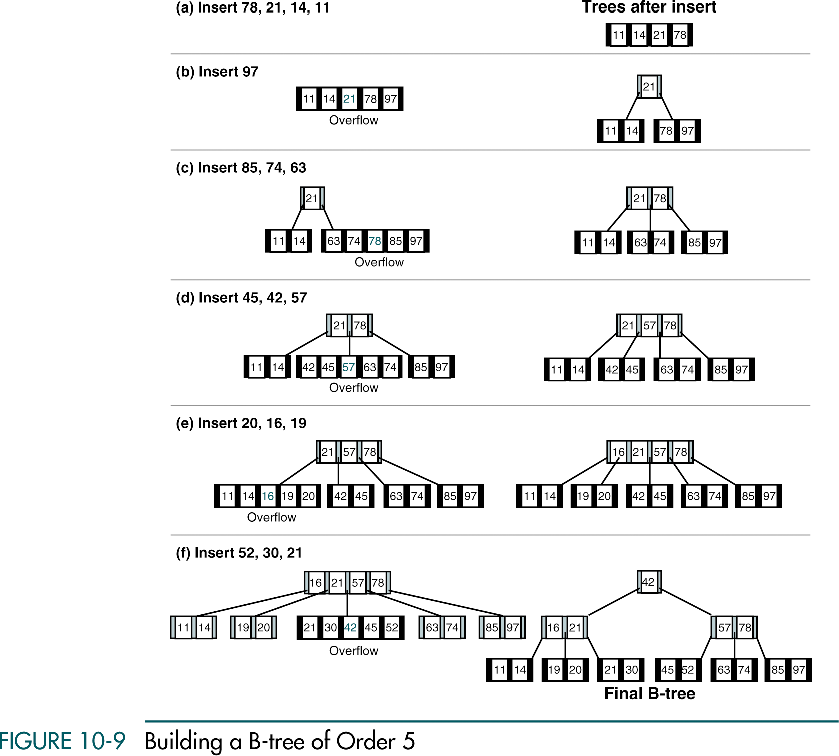 (a) Insert 78, 21, 14, 11
Trees after insert
11 14 21 78
(b) Insert 97
21
11 14 21 78 97
Overflow
11 14 78 97
(c) Insert 85, 74, 63
21
21 78
11 14 63 74 78 85 97
Overflow
11 14 63 74 85 97
(d) Insert 45, 42, 57
21 78
21 57 78
11 14 42 45 57 63 74 85 97
Overflow
11 14 42 45 63 74 85 97
(e) Insert 20, 16, 19
21 57 78
16 21 57 78
11 14 16 19 20 42 45 63 74 85 97
Overflow
11 14 19 20 42 45 63 74 85 97
(f) Insert 52, 30, 21
16 21 57 78
42
11 14 19 20 21 30 42 45 52 63 74 85 97
Overflow
16 21 57 78
11 14 19 20 21 30 45 52 63 74 85 97
Final B-tree
FIGURE 10-9 Building a B-tree of Order 5